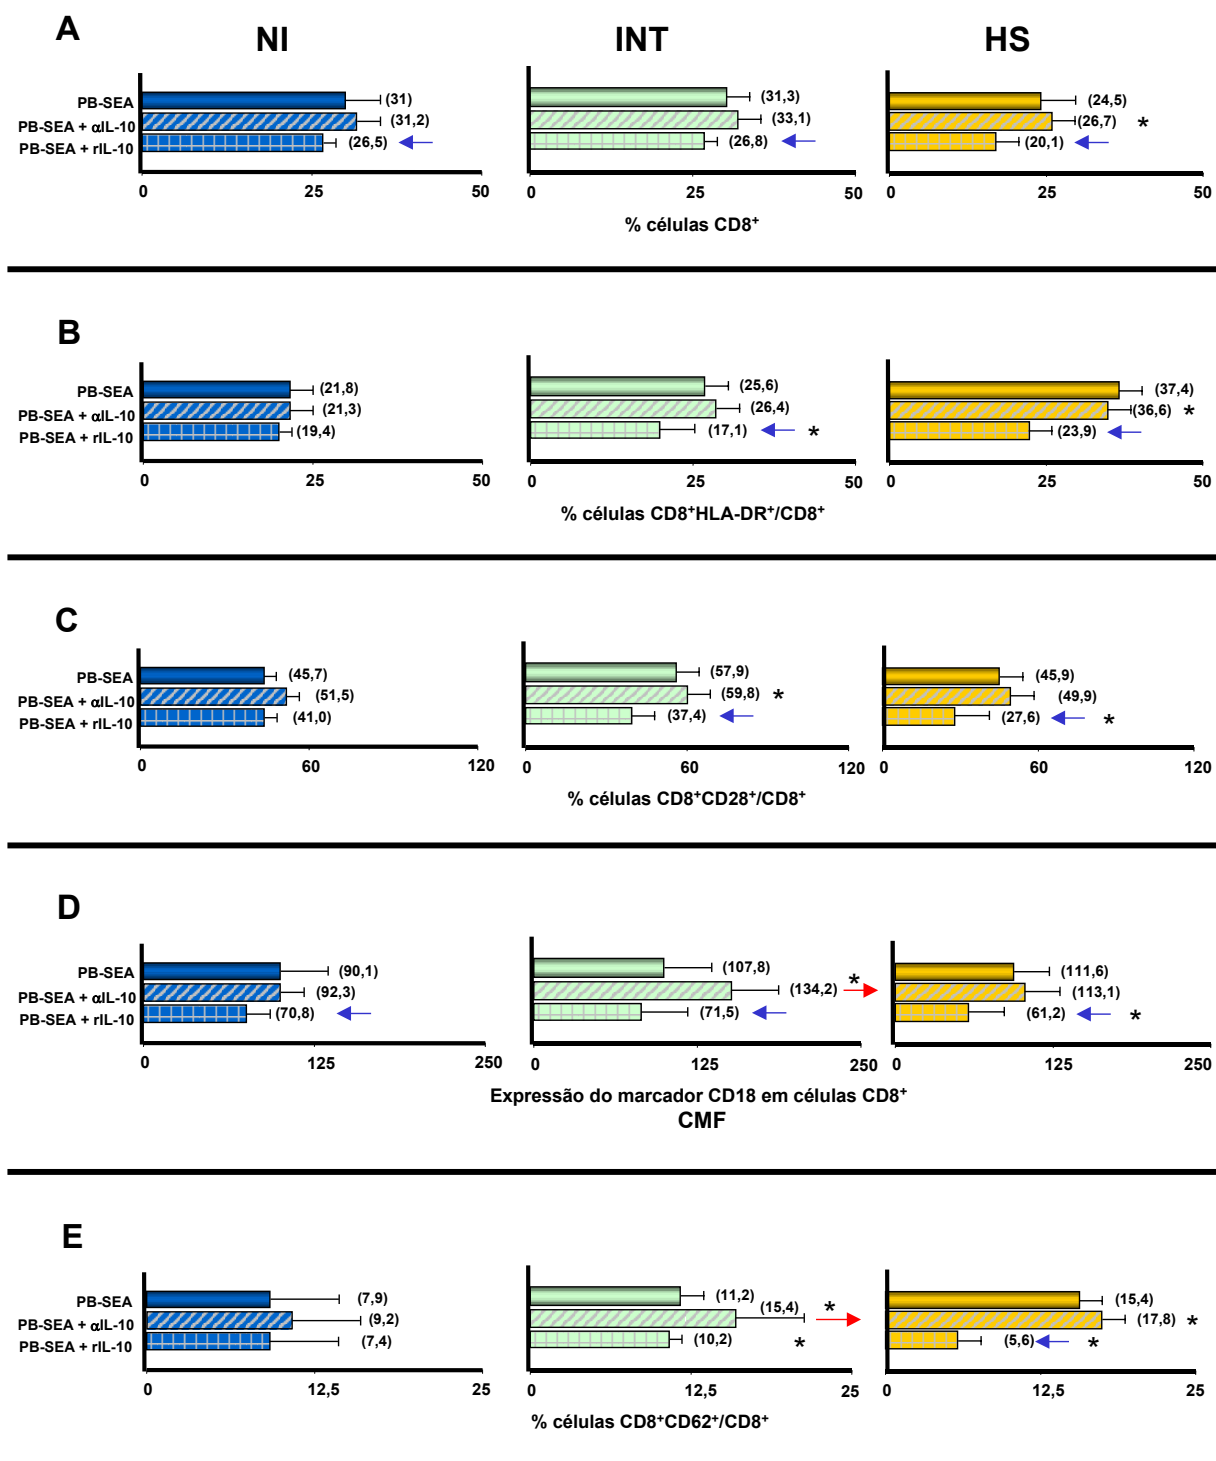 A
NI INT HS
PB-SEA (31) (31,3) (24,5)
PB-SEA + αIL-10 (31,2) (33,1) (26,7) *
PB-SEA + rIL-10 (26,5) (26,8) (20,1)
0 25 50 0 25 50 0 25 50
% células CD8⁺
B
PB-SEA (21,8) (25,6) (37,4)
PB-SEA + αIL-10 (21,3) (26,4) (36,6) *
PB-SEA + rIL-10 (19,4) (17,1) * (23,9)
0 25 50 0 25 50 0 25 50
% células CD8⁺HLA-DR⁺/CD8⁺
C
PB-SEA (45,7) (57,9) (45,9)
PB-SEA + αIL-10 (51,5) (59,8) * (49,9)
PB-SEA + rIL-10 (41,0) (37,4) (27,6) *
0 60 120 0 60 120 0 60 120
% células CD8⁺CD28⁺/CD8⁺
D
PB-SEA (90,1) (107,8) (111,6)
PB-SEA + αIL-10 (92,3) (134,2) * (113,1)
PB-SEA + rIL-10 (70,8) (71,5) (61,2) *
0 125 250 0 125 250 0 125 250
Expressão do marcador CD18 em células CD8⁺
CMF
E
PB-SEA (7,9) (11,2) (15,4)
PB-SEA + αIL-10 (9,2) (15,4) * (17,8) *
PB-SEA + rIL-10 (7,4) (10,2) * (5,6) *
0 12,5 25 0 12,5 25 0 12,5 25
% células CD8⁺CD62⁺/CD8⁺